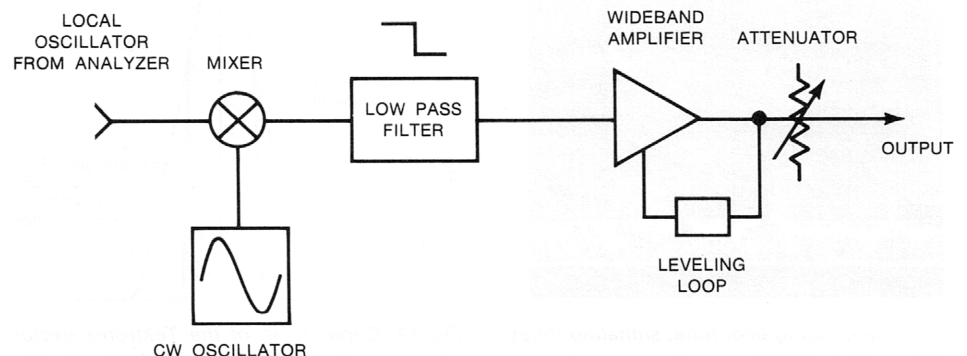 LOCAL
OSCILLATOR
FROM ANALYZER
MIXER
LOW PASS
FILTER
WIDEBAND
AMPLIFIER
ATTENUATOR
OUTPUT
LEVELING
LOOP
CW OSCILLATOR